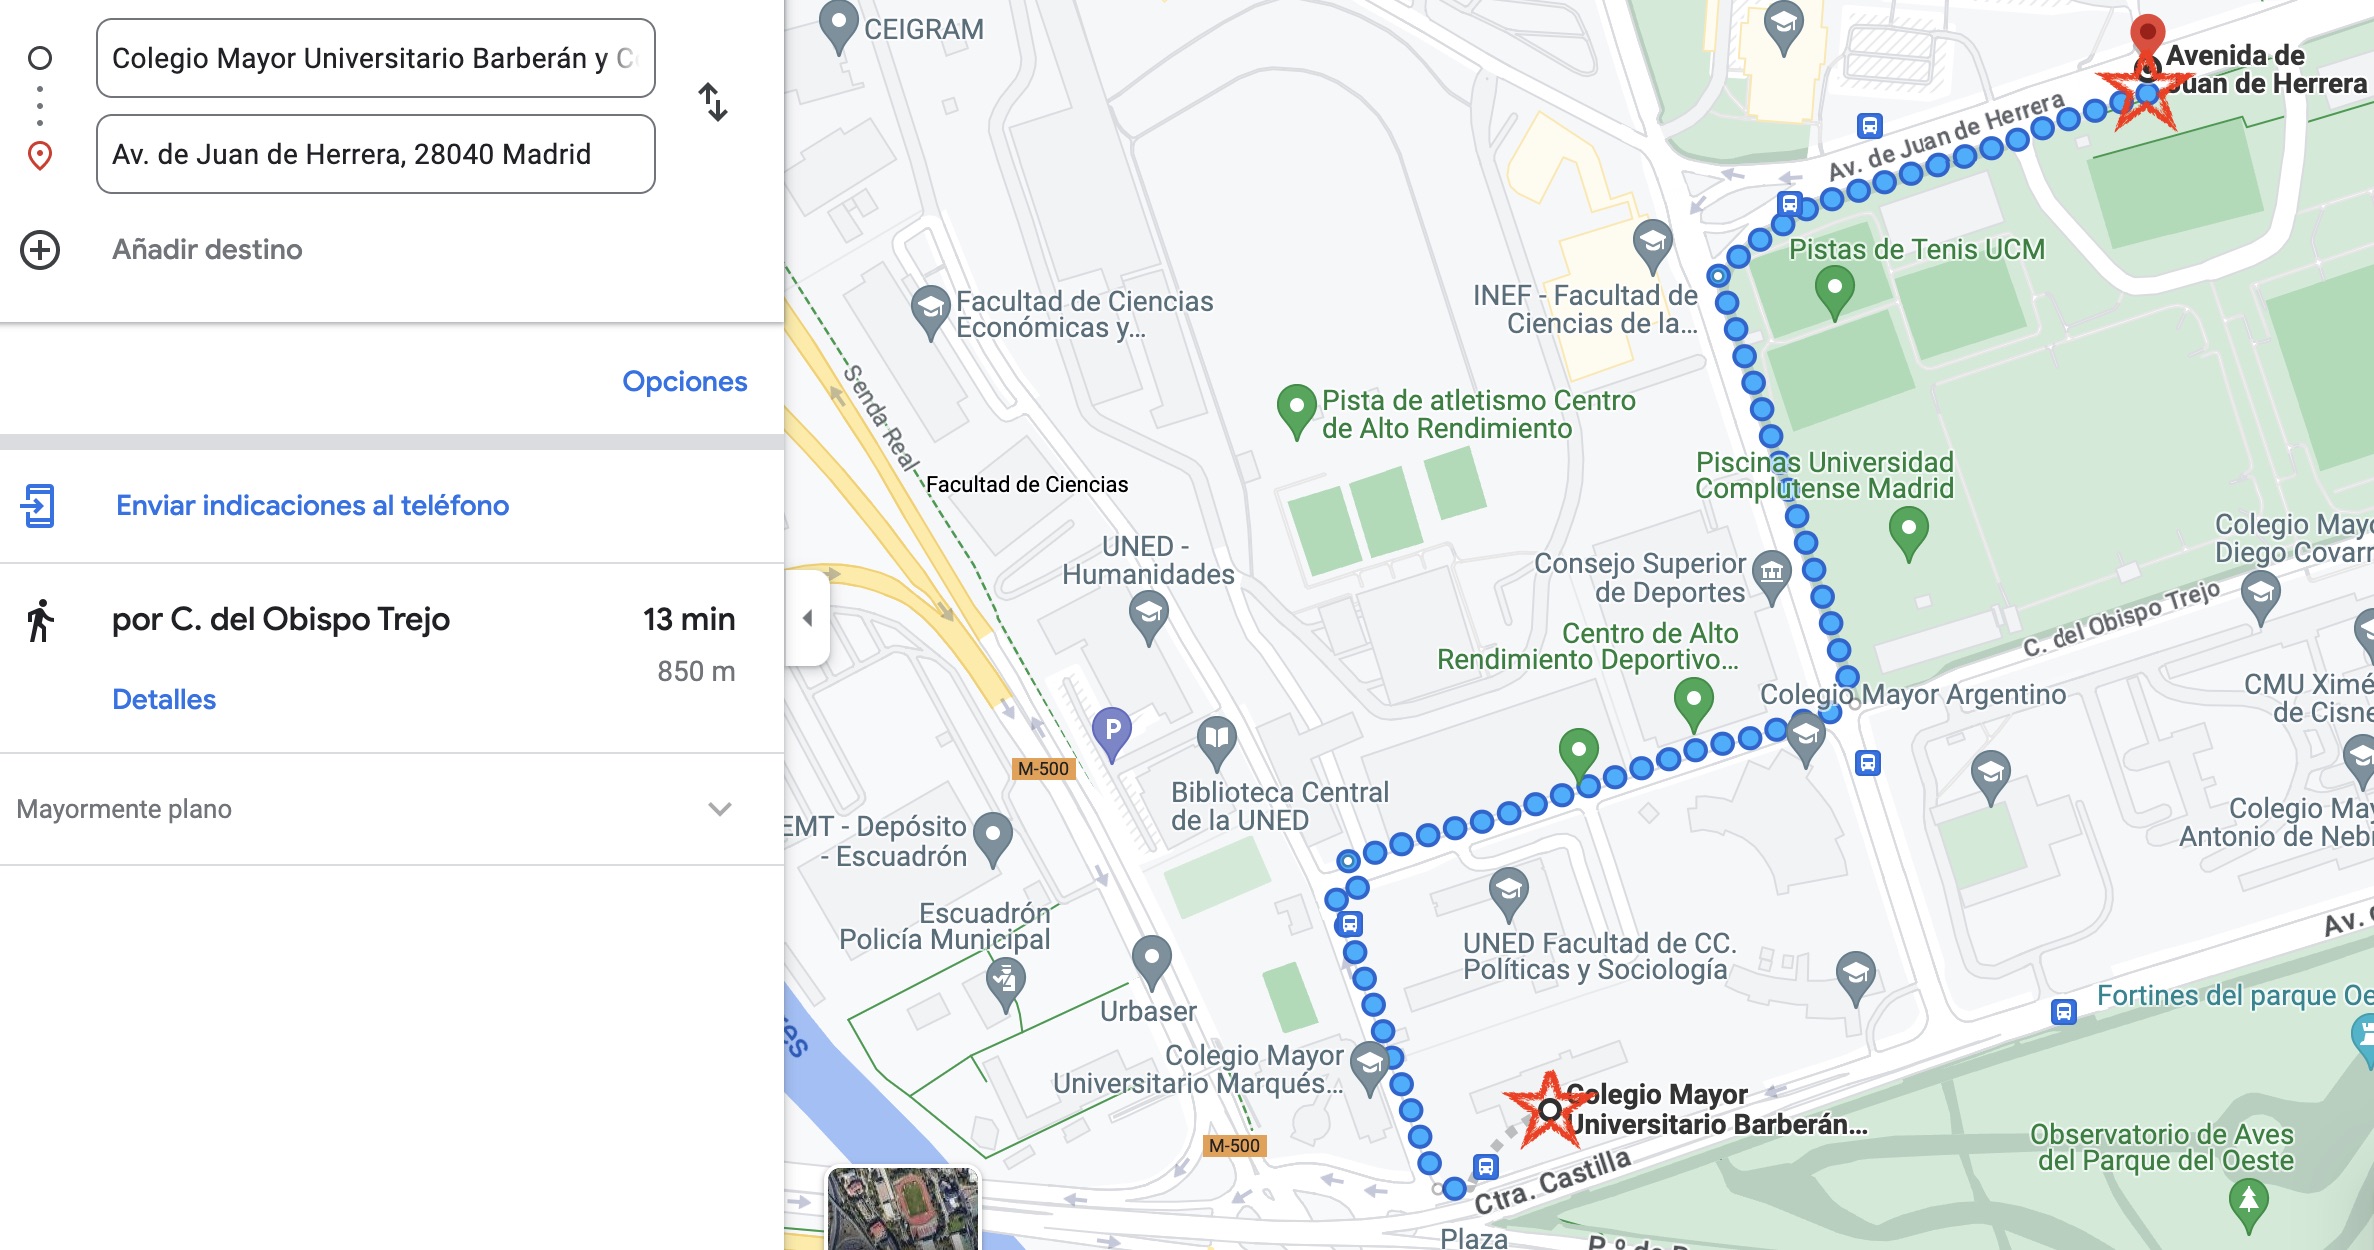 Colegio Mayor Universitario Barberán y C
Av. de Juan de Herrera, 28040 Madrid
Añadir destino
Opciones
Enviar indicaciones al teléfono
por C. del Obispo Trejo
13 min
850 m
Detalles
Mayormente plano
CEIGRAM
Avenida de
Juan de Herrera
Av. de Juan de Herrera
Pistas de Tenis UCM
Facultad de Ciencias
Económicas y...
INEF - Facultad de
Ciencias de la...
Senda Real
Pista de atletismo Centro
de Alto Rendimiento
Facultad de Ciencias
Piscinas Universidad
Complutense Madrid
UNED -
Humanidades
Consejo Superior
de Deportes
Colegio Mayo
Diego Covarr
C. del Obispo Trejo
Centro de Alto
Rendimiento Deportivo...
Colegio Mayor Argentino
CMU Ximé
de Cisne
P
M-500
Biblioteca Central
de la UNED
EMT - Depósito
- Escuadrón
Colegio May
Antonio de Nebr
Escuadrón
Policía Municipal
UNED Facultad de CC.
Políticas y Sociología
Av. d
Urbaser
Fortines del parque Oe
es
Colegio Mayor
Universitario Marqués...
Colegio Mayor
Universitario Barberán...
M-500
Observatorio de Aves
del Parque del Oeste
Ctra. Castilla
Plaza